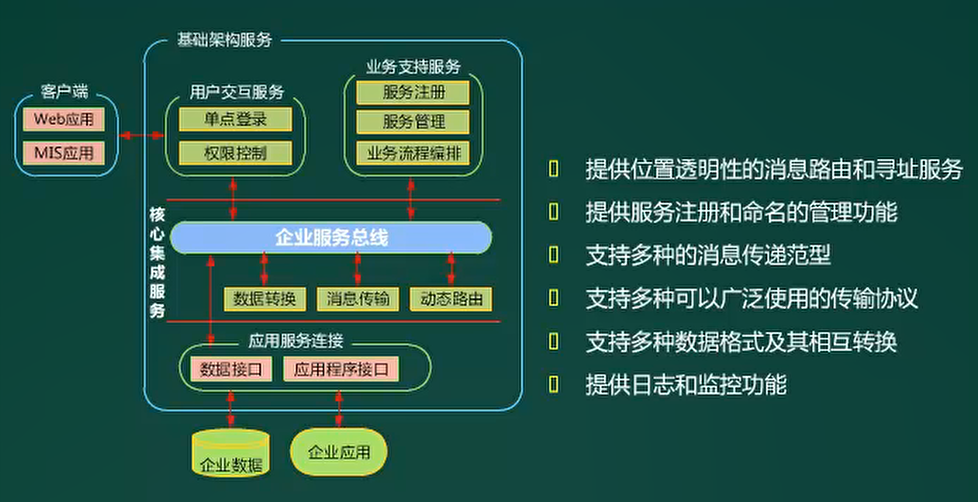 基础架构服务
客户端
Web应用
MIS应用
用户交互服务
单点登录
权限控制
业务支持服务
服务注册
服务管理
业务流程编排
核心集成服务
企业服务总线
数据转换
消息传输
动态路由
应用服务连接
数据接口
应用程序接口
企业数据
企业应用
提供位置透明性的消息路由和寻址服务
提供服务注册和命名的管理功能
支持多种的消息传递范型
支持多种可以广泛使用的传输协议
支持多种数据格式及其相互转换
提供日志和监控功能